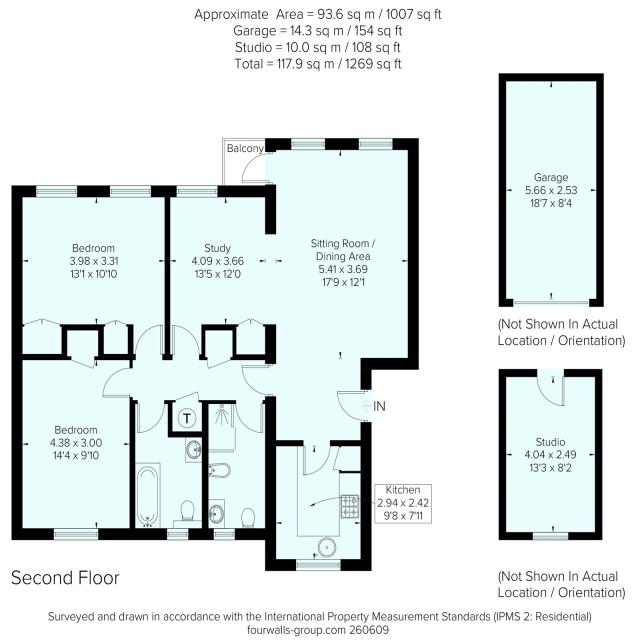 Approximate Area = 93.6 sq m / 1007 sq ft
Garage = 14.3 sq m / 154 sq ft
Studio = 10.0 sq m / 108 sq ft
Total = 117.9 sq m / 1269 sq ft
Balcony
Bedroom
3.98 x 3.31
13'1 x 10'10
Study
4.09 x 3.66
13'5 x 12'0
Sitting Room /
Dining Area
5.41 x 3.69
17'9 x 12'1
Garage
5.66 x 2.53
18'7 x 8'4
(Not Shown In Actual
Location / Orientation)
Bedroom
4.38 x 3.00
14'4 x 9'10
T
IN
Kitchen
2.94 x 2.42
9'8 x 7'11
Studio
4.04 x 2.49
13'3 x 8'2
(Not Shown In Actual
Location / Orientation)
Second Floor
Surveyed and drawn in accordance with the International Property Measurement Standards (IPMS 2: Residential)
fourwalls-group.com 260609